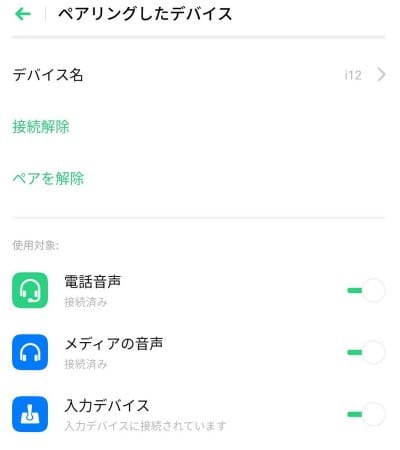 ペアリングしたデバイス
デバイス名 i12
接続解除
ペアを解除
使用対象:
電話音声
接続済み
メディアの音声
接続済み
入力デバイス
入力デバイスに接続されています